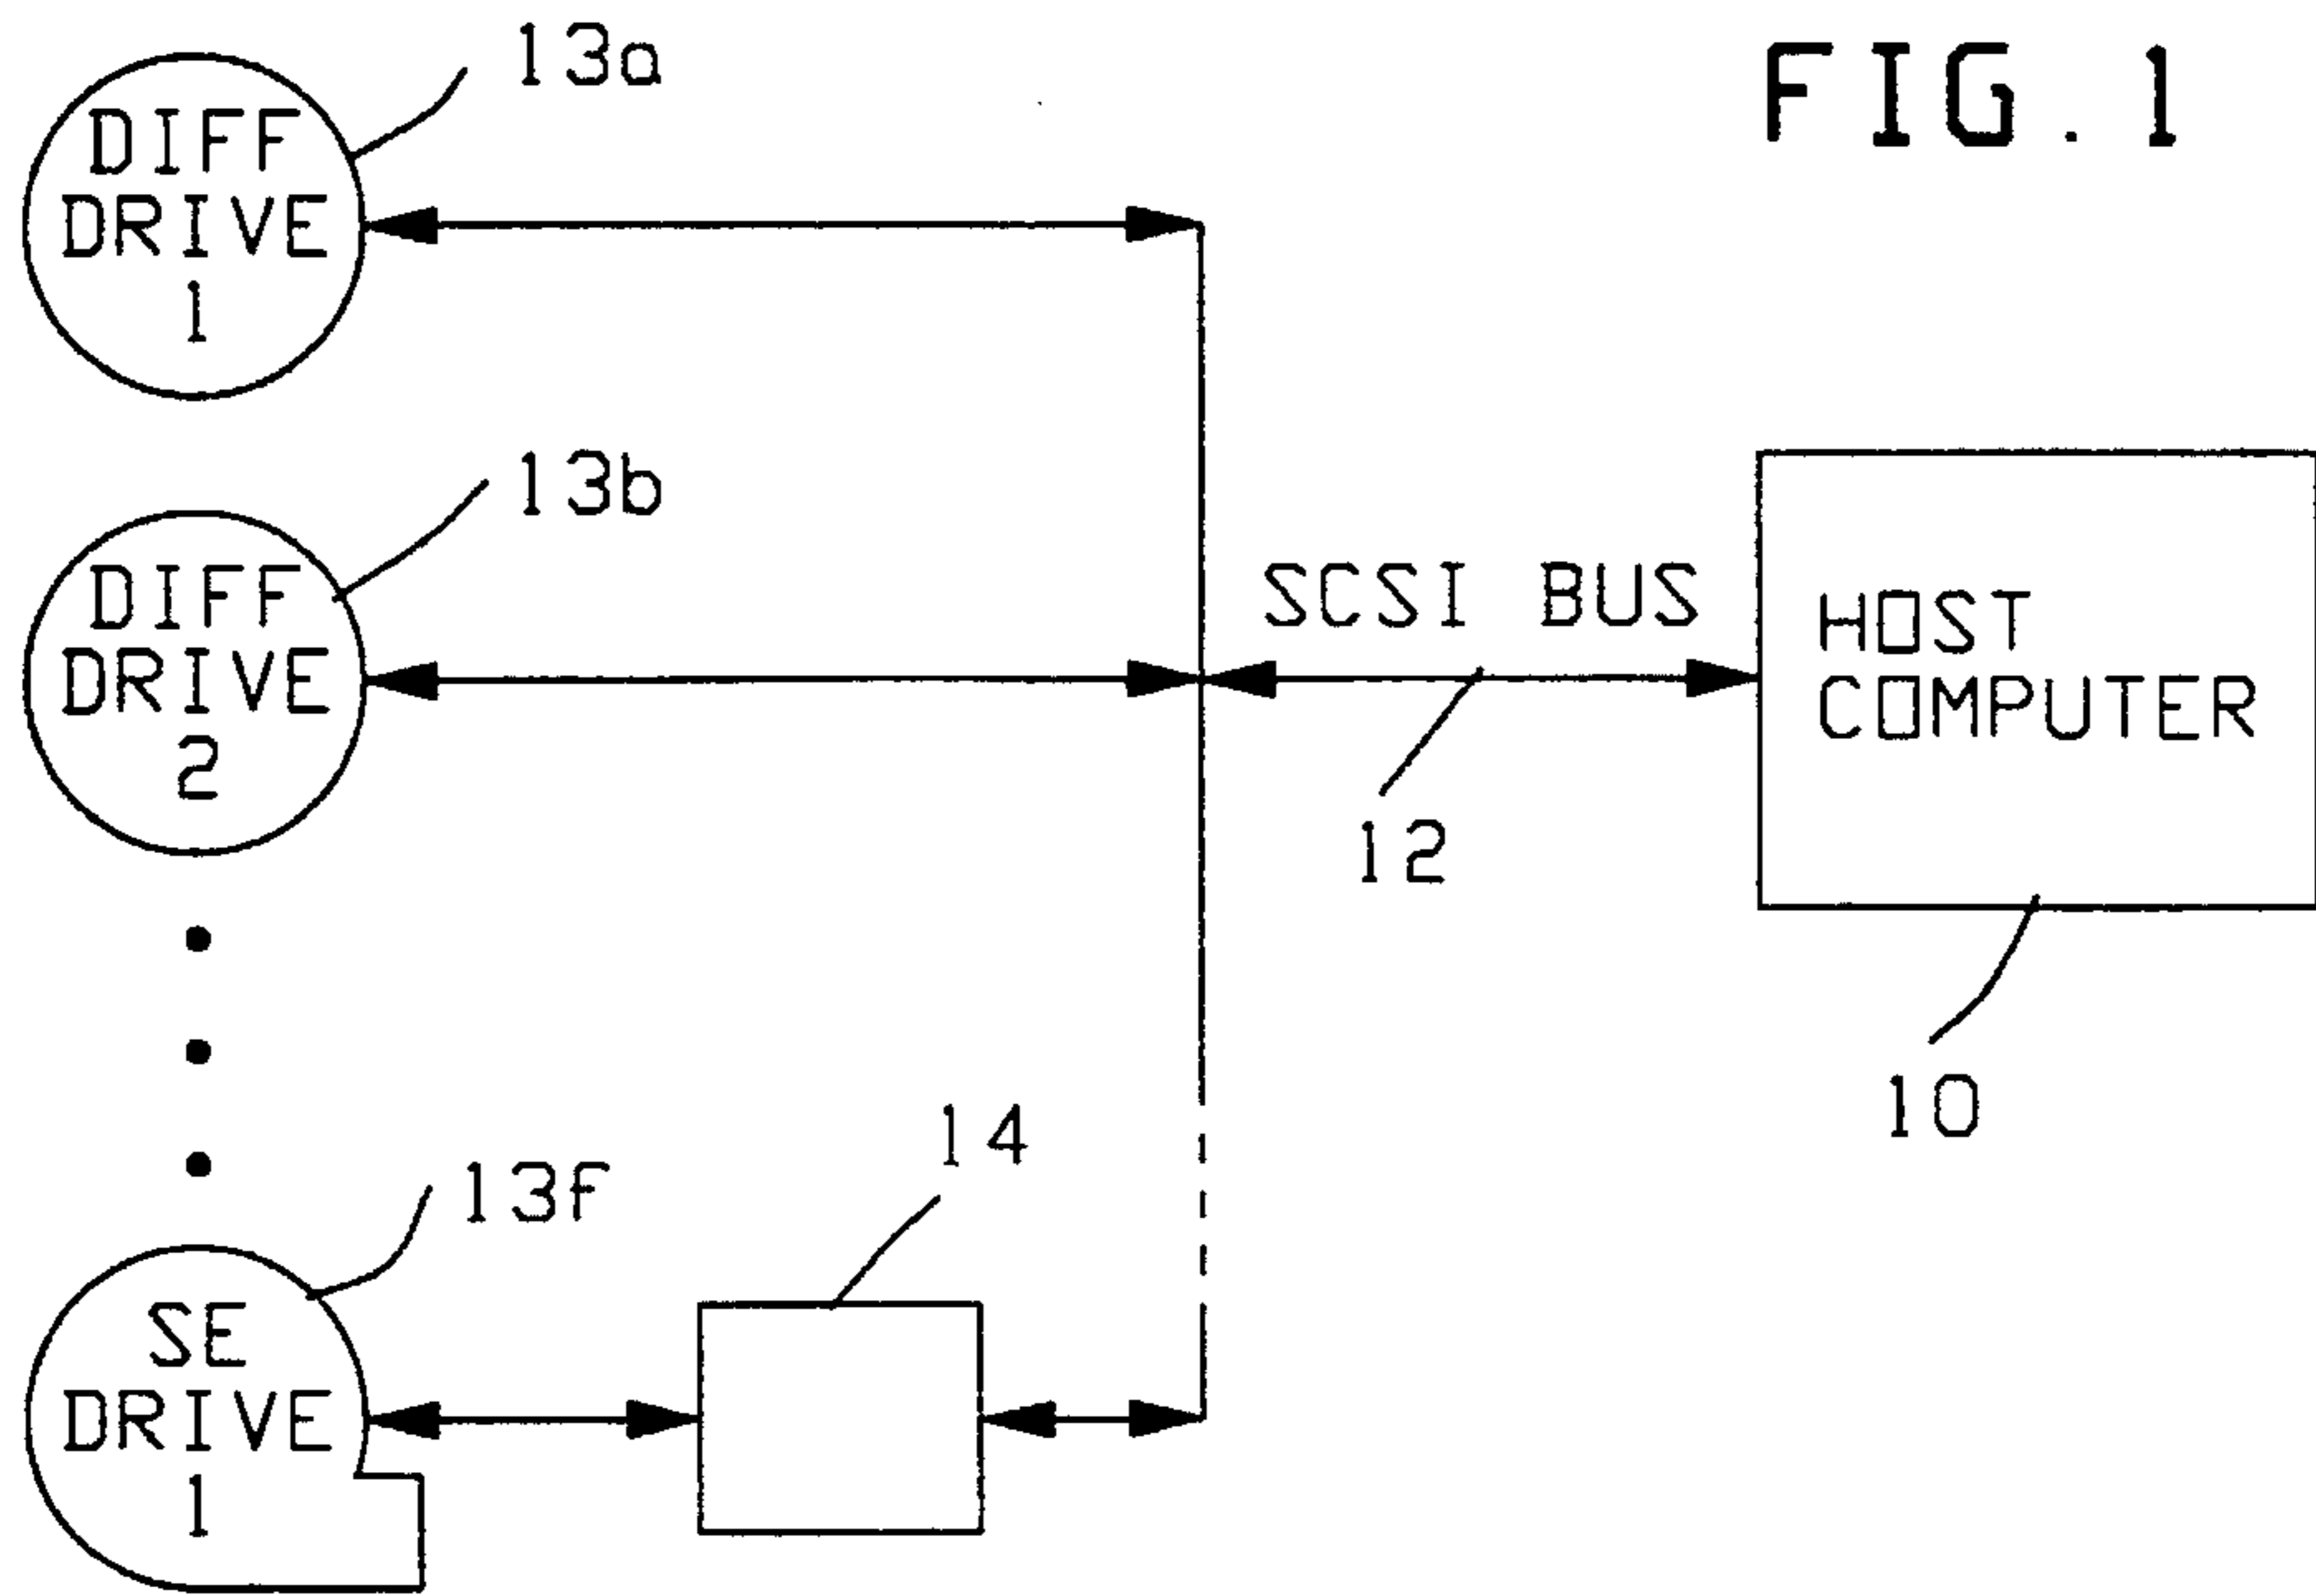 FIG. 1
13a
DIFF
DRIVE
1
13b
DIFF
DRIVE
2
SCSI BUS
12
HOST
COMPUTER
10
14
13f
SE
DRIVE
1